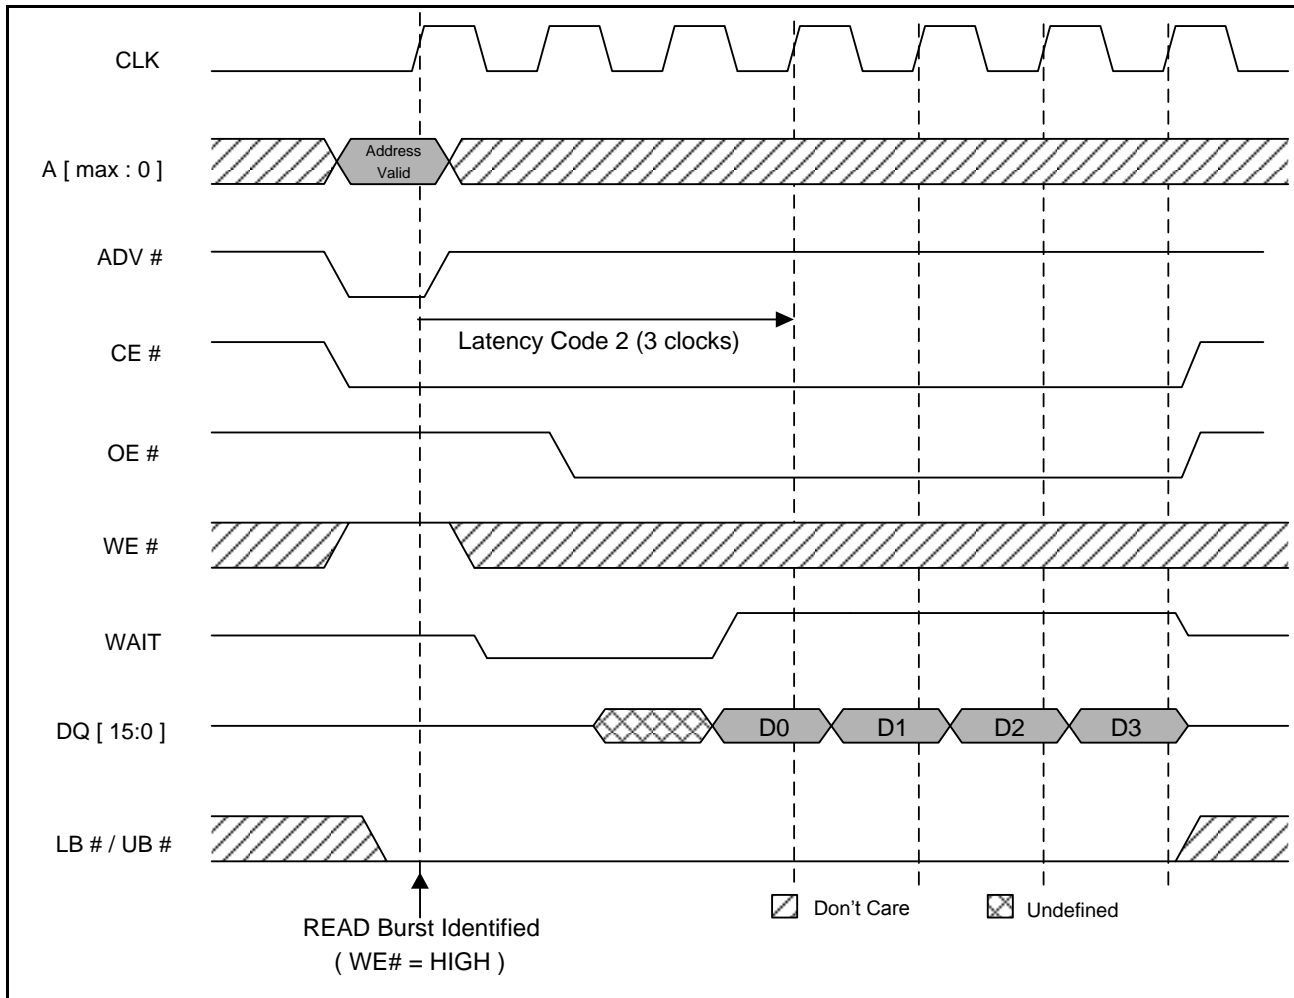 CLK
A [ max : 0 ]
Address
Valid
ADV #
Latency Code 2 (3 clocks)
CE #
OE #
WE #
WAIT
DQ [ 15:0 ]
D0
D1
D2
D3
LB # / UB #
Don't Care
Undefined
READ Burst Identified
( WE# = HIGH )